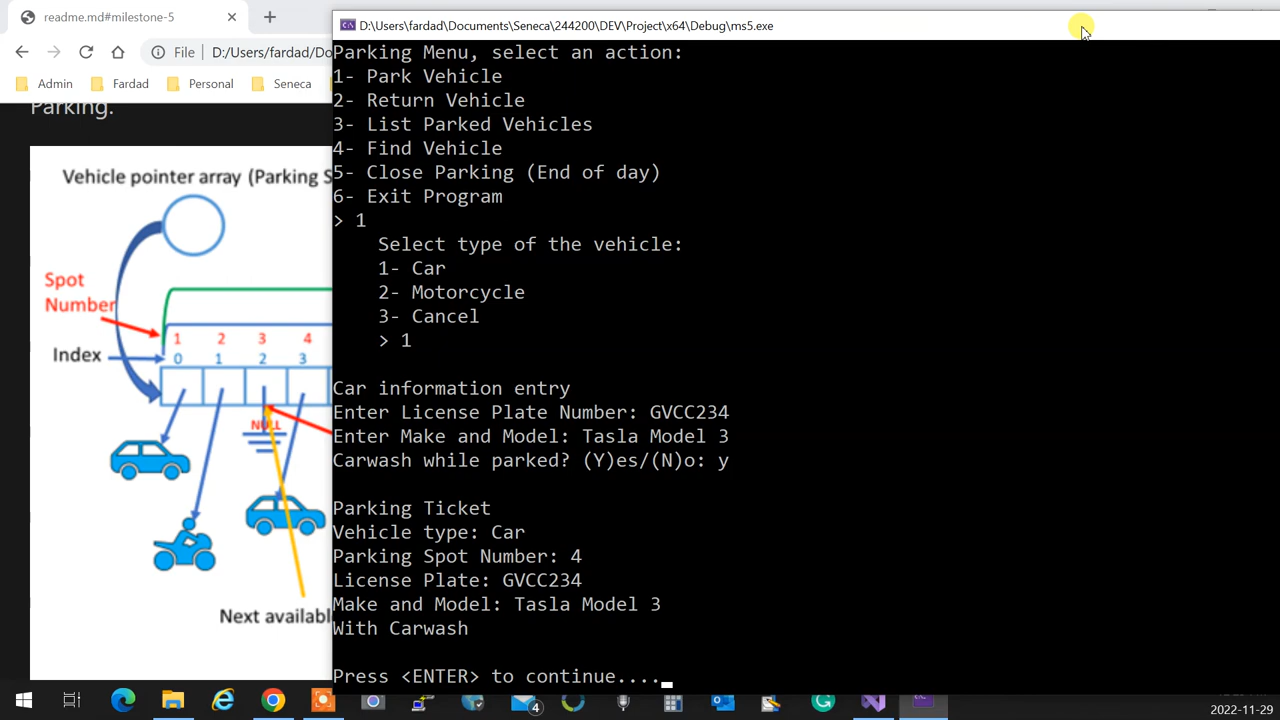 readme.md#milestone-5
D:\Users\fardad\Documents\Seneca\244200\DEV\Project\x64\Debug\ms5.exe
File
D:/Users/fardad/Do
Admin
Fardad
Personal
Seneca
Parking.
Vehicle pointer array (Parking S
Spot
Number
1 2 3 4
Index
0 1 2 3
NULL
Next availabl
Parking Menu, select an action:
1- Park Vehicle
2- Return Vehicle
3- List Parked Vehicles
4- Find Vehicle
5- Close Parking (End of day)
6- Exit Program
> 1
Select type of the vehicle:
1- Car
2- Motorcycle
3- Cancel
> 1
Car information entry
Enter License Plate Number: GVCC234
Enter Make and Model: Tasla Model 3
Carwash while parked? (Y)es/(N)o: y
Parking Ticket
Vehicle type: Car
Parking Spot Number: 4
License Plate: GVCC234
Make and Model: Tasla Model 3
With Carwash
Press <ENTER> to continue....
4
2022-11-29